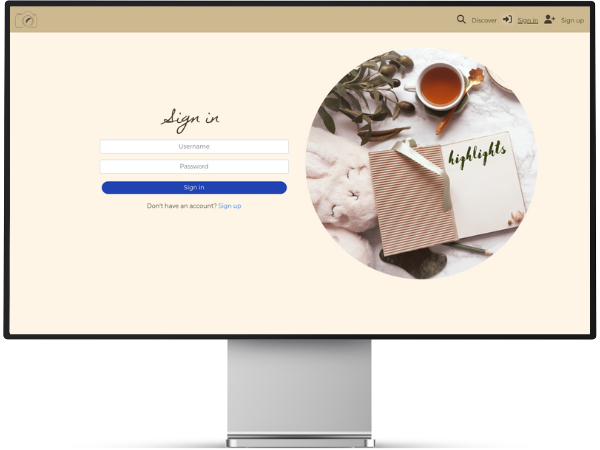 Discover Sign in Sign up
Sign in
Username
Password
Sign in
Don't have an account? Sign up
highlights